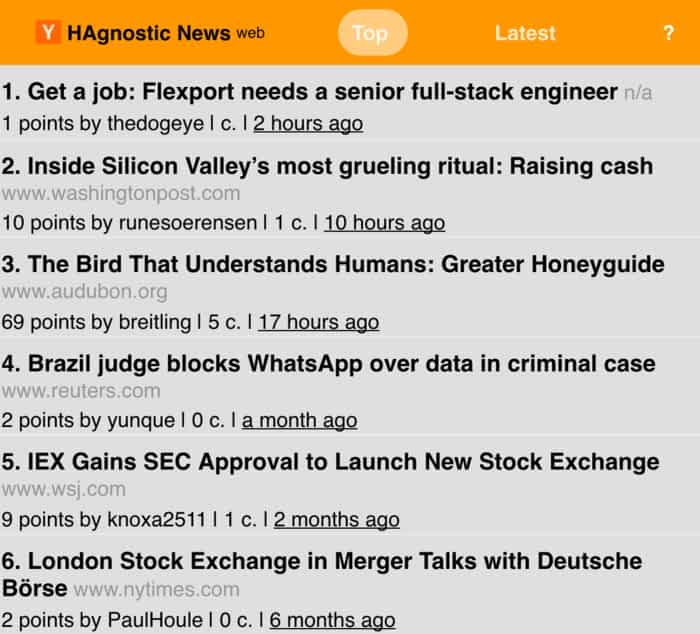 Y HAgnostic News web Top Latest ?
1. Get a job: Flexport needs a senior full-stack engineer n/a
1 points by thedogeye | c. | 2 hours ago
2. Inside Silicon Valley’s most grueling ritual: Raising cash
www.washingtonpost.com
10 points by runesoerensen | 1 c. | 10 hours ago
3. The Bird That Understands Humans: Greater Honeyguide
www.audubon.org
69 points by breitling | 5 c. | 17 hours ago
4. Brazil judge blocks WhatsApp over data in criminal case
www.reuters.com
2 points by yunque | 0 c. | a month ago
5. IEX Gains SEC Approval to Launch New Stock Exchange
www.wsj.com
9 points by knoxa2511 | 1 c. | 2 months ago
6. London Stock Exchange in Merger Talks with Deutsche
Börse www.nytimes.com
2 points by PaulHoule | 0 c. | 6 months ago